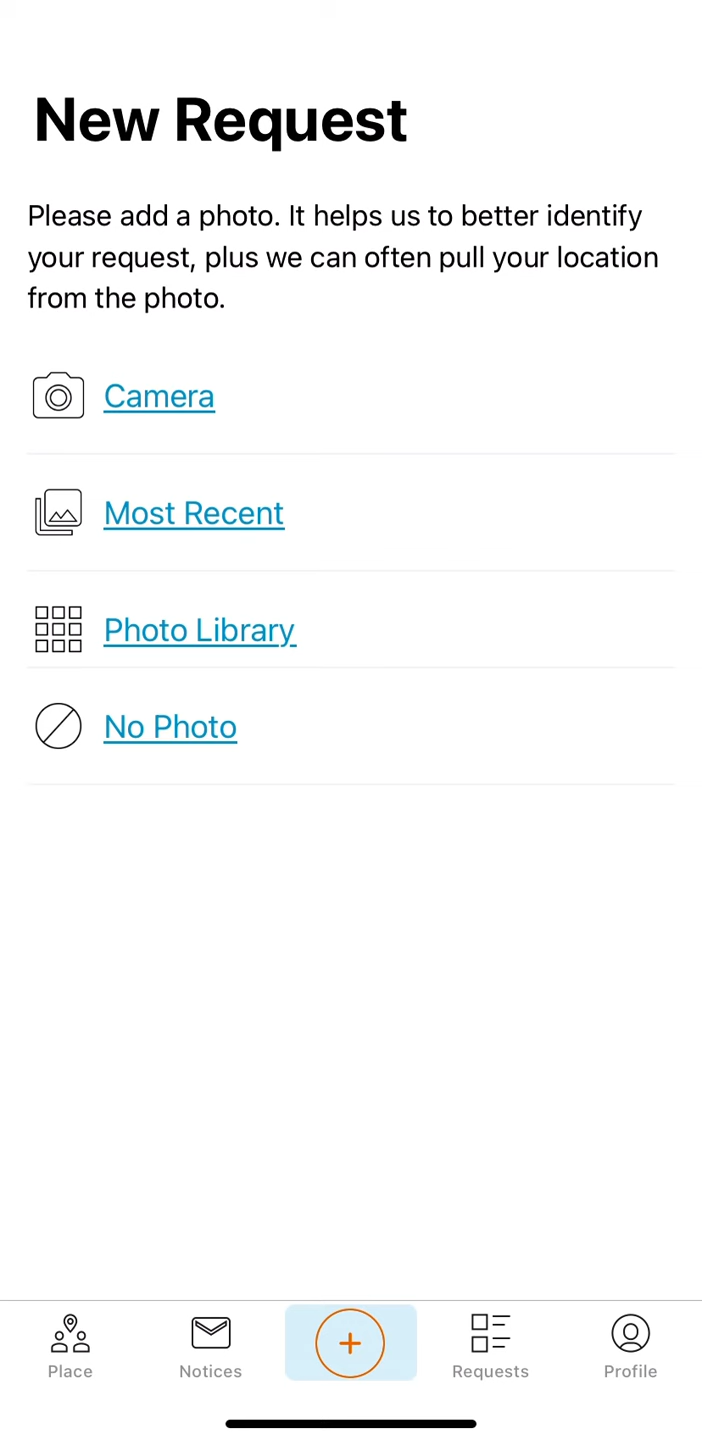 New Request
Please add a photo. It helps us to better identify
your request, plus we can often pull your location
from the photo.
Camera
Most Recent
Photo Library
No Photo
Place
Notices
Requests
Profile